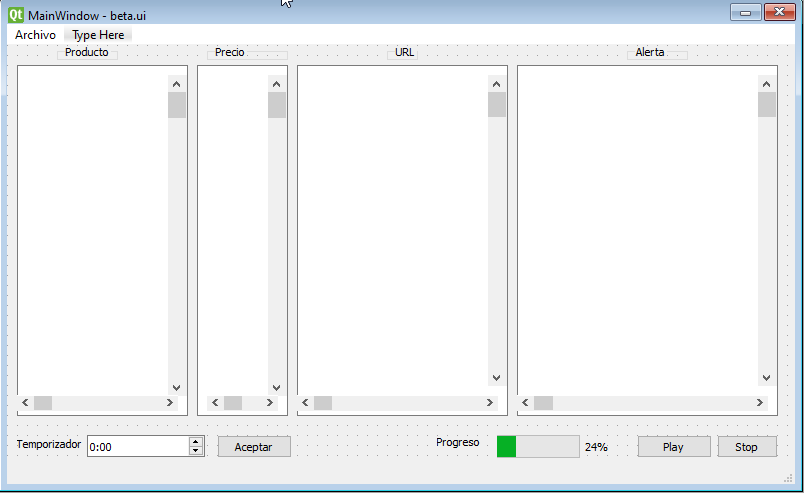 Qt MainWindow - beta.ui
Archivo Type Here
Producto Precio URL Alerta
Temporizador 0:00 Aceptar Progreso 24% Play Stop